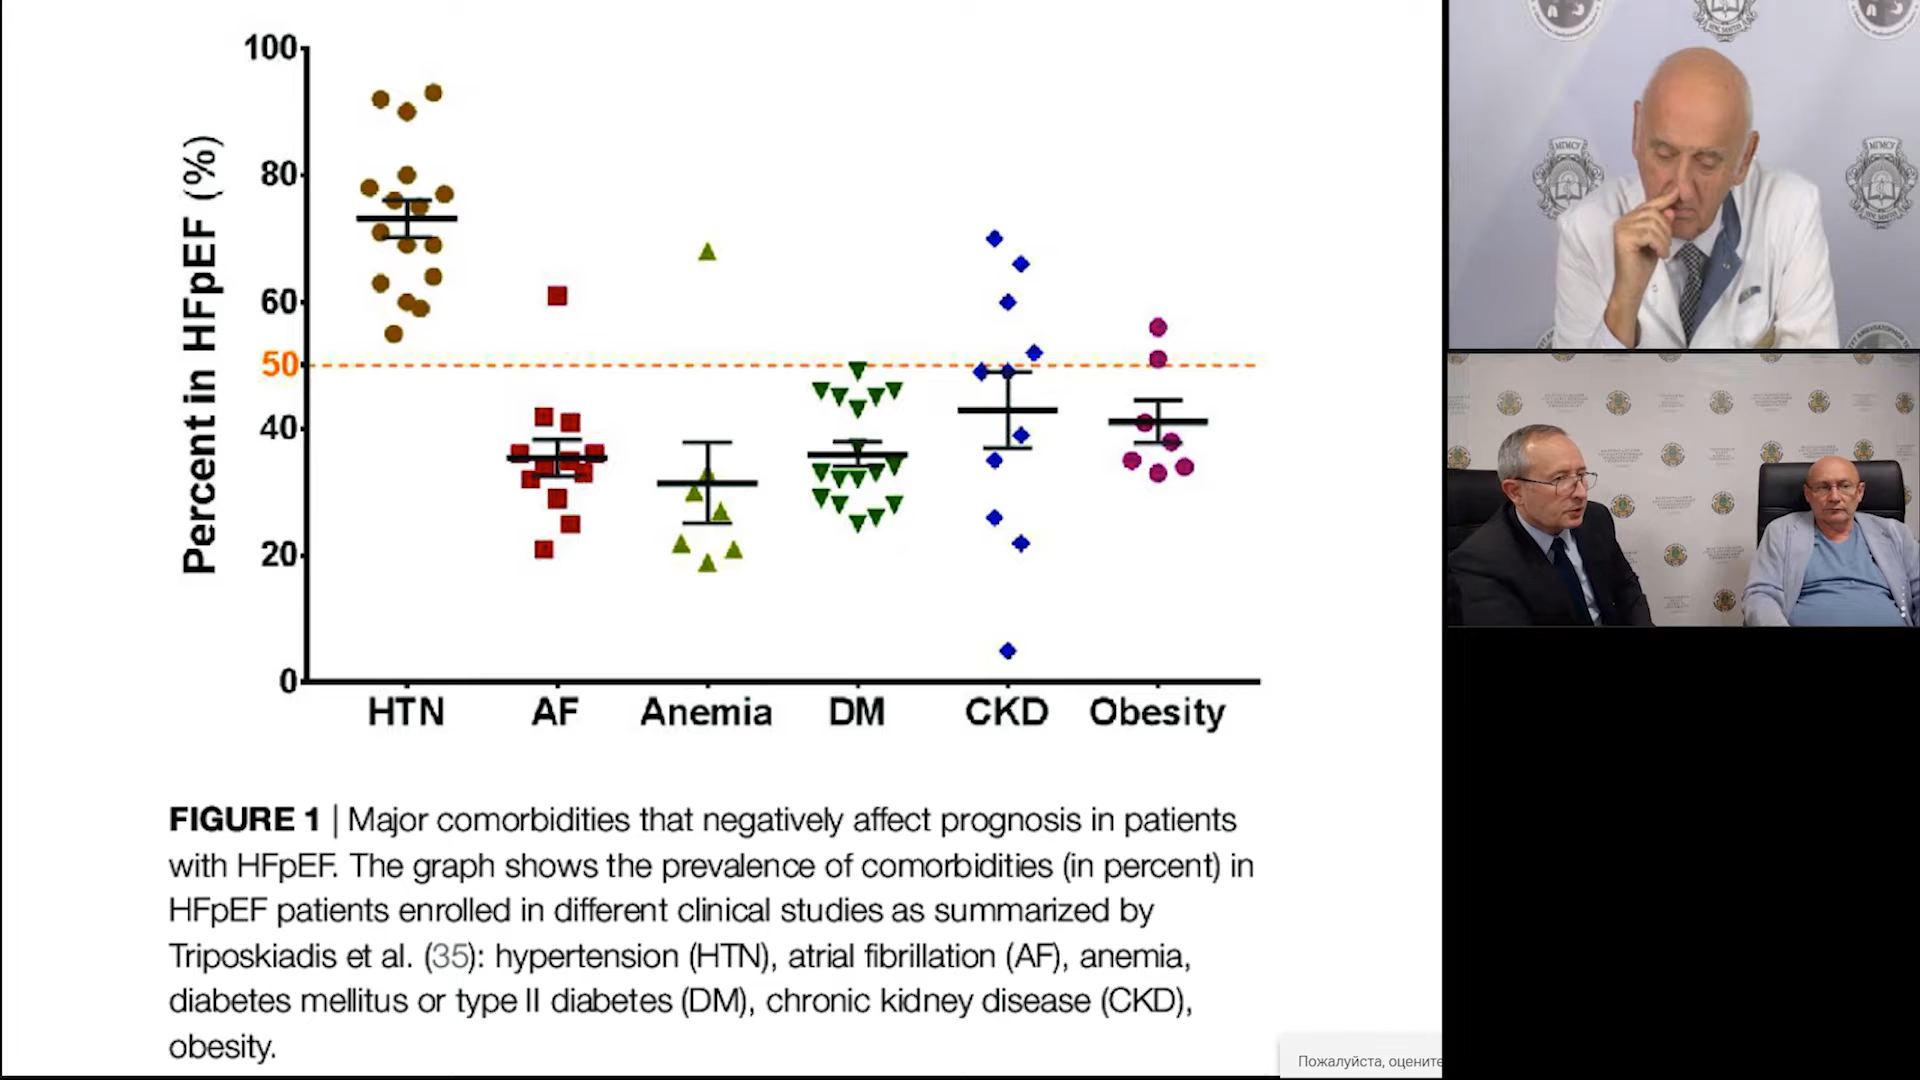 100
80
60
50
40
20
0
Percent in HFpEF (%)
HTN AF Anemia DM CKD Obesity
FIGURE 1 | Major comorbidities that negatively affect prognosis in patients
with HFpEF. The graph shows the prevalence of comorbidities (in percent) in
HFpEF patients enrolled in different clinical studies as summarized by
Triposkiadis et al. (35): hypertension (HTN), atrial fibrillation (AF), anemia,
diabetes mellitus or type II diabetes (DM), chronic kidney disease (CKD),
obesity.
Пожалуйста, оцените
МГМСУ
МГМСУ